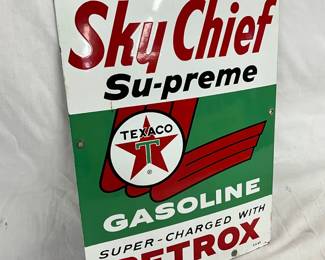 Sky Chief
Su-preme
TEXACO
T
GASOLINE
SUPER-CHARGED WITH
PETROX